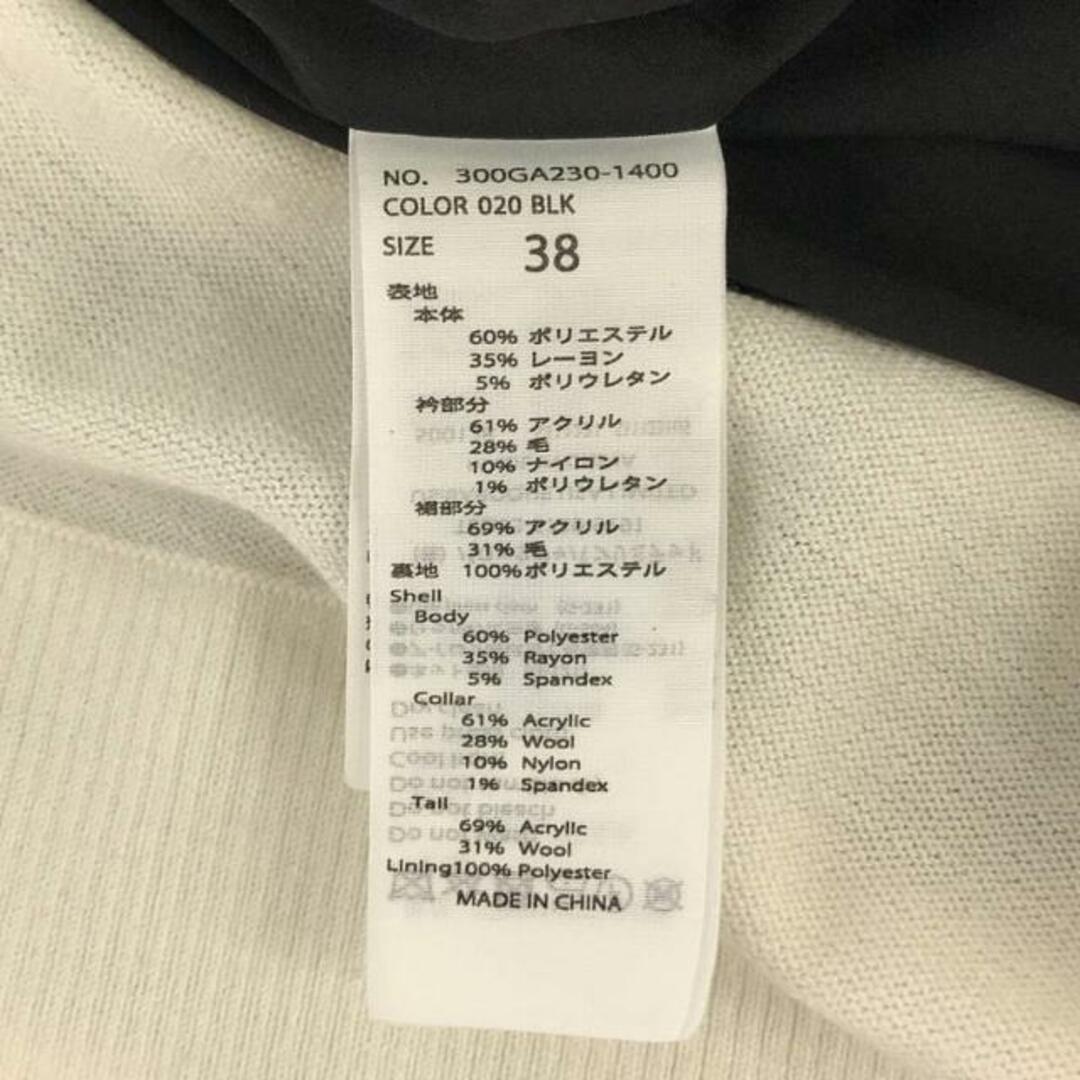 NO. 300GA230-1400
COLOR 020 BLK
SIZE 38
表地
本体
60% ポリエステル
35% レーヨン
5% ポリウレタン
衿部分
61% アクリル
28% 毛
10% ナイロン
1% ポリウレタン
裾部分
69% アクリル
31% 毛
裏地 100%ポリエステル
Shell
Body
60% Polyester
35% Rayon
5% Spandex
Collar
61% Acrylic
28% Wool
10% Nylon
1% Spandex
Tall
69% Acrylic
31% Wool
Lining100% Polyester
MADE IN CHINA